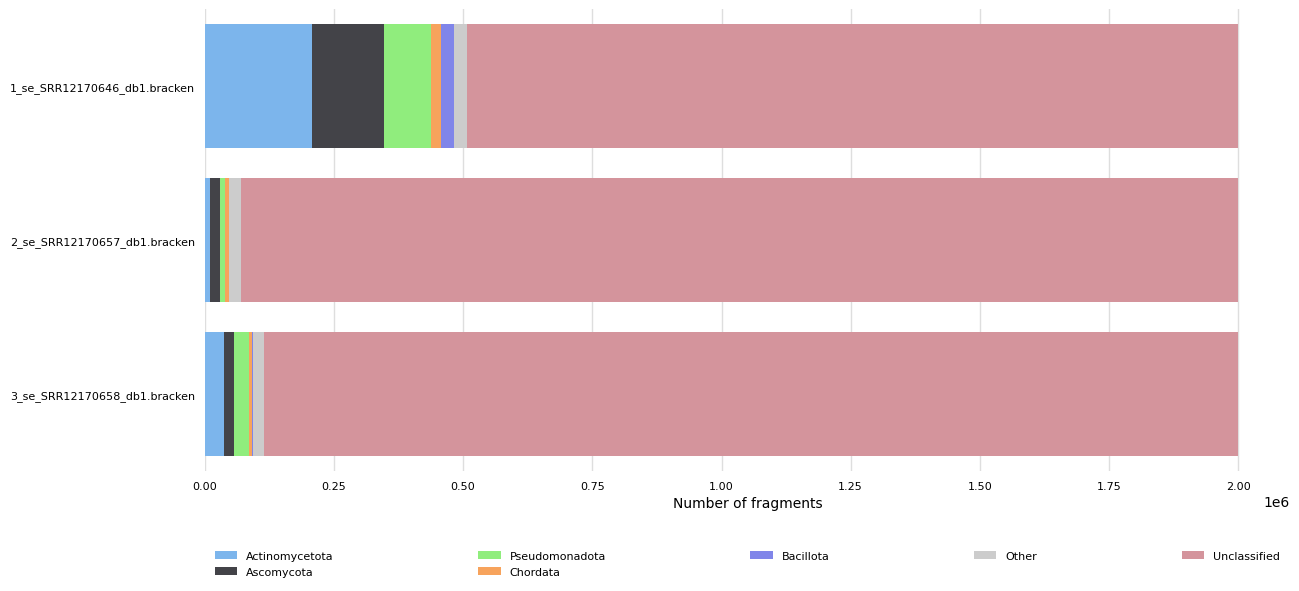 1_se_SRR12170646_db1.bracken
2_se_SRR12170657_db1.bracken
3_se_SRR12170658_db1.bracken
0.00 0.25 0.50 0.75 1.00 1.25 1.50 1.75 2.00
Number of fragments
1e6
Actinomycetota Pseudomonadota Bacillota Other Unclassified
Ascomycota Chordata